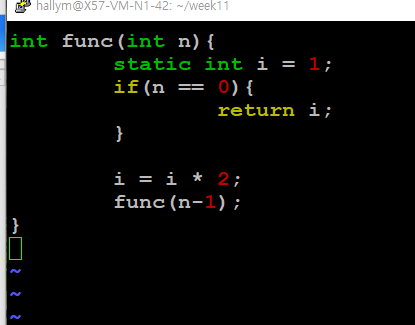 hallym@X57-VM-N1-42: ~/week11
int func(int n){
        static int i = 1;
        if(n == 0){
                return i;
        }

        i = i * 2;
        func(n-1);
}
~
~
~